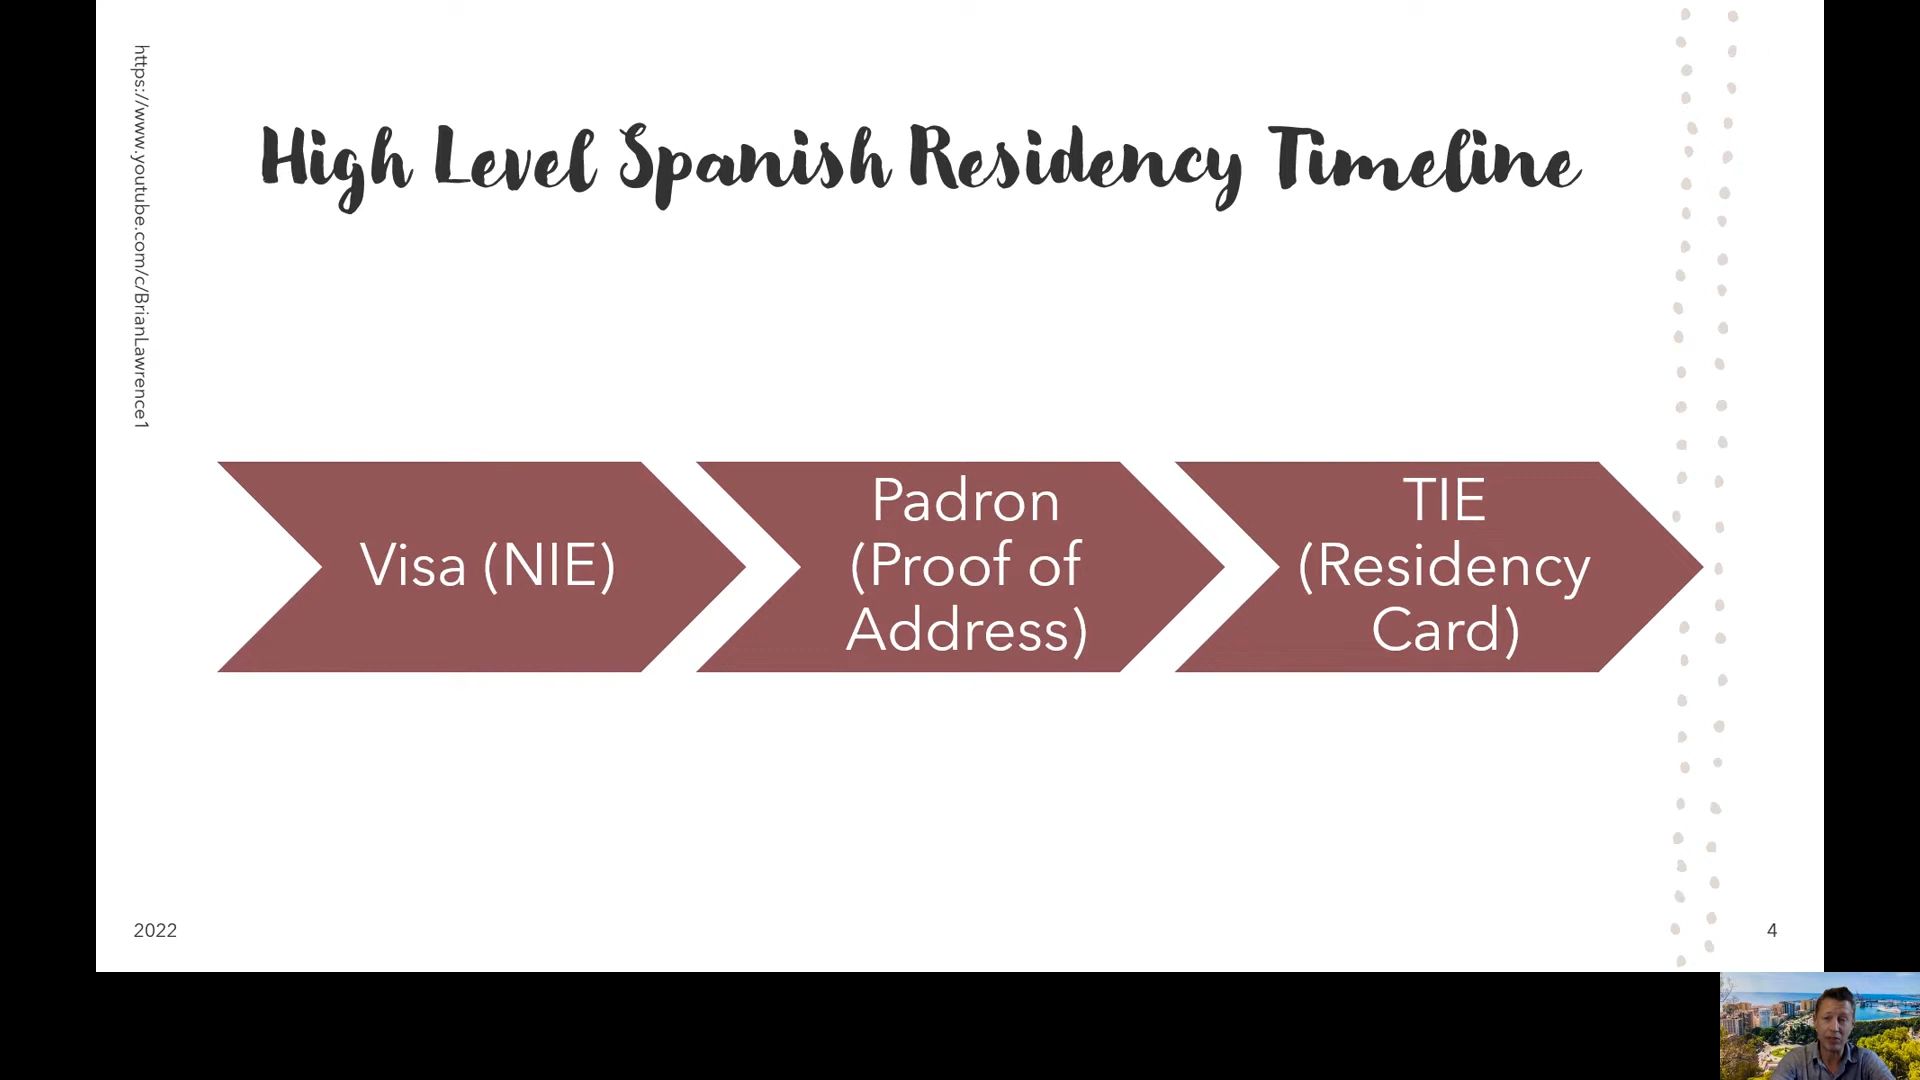 https://www.youtube.com/c/BrianLawrence1
High Level Spanish Residency Timeline
Visa (NIE)
Padron
(Proof of
Address)
TIE
(Residency
Card)
2022
4